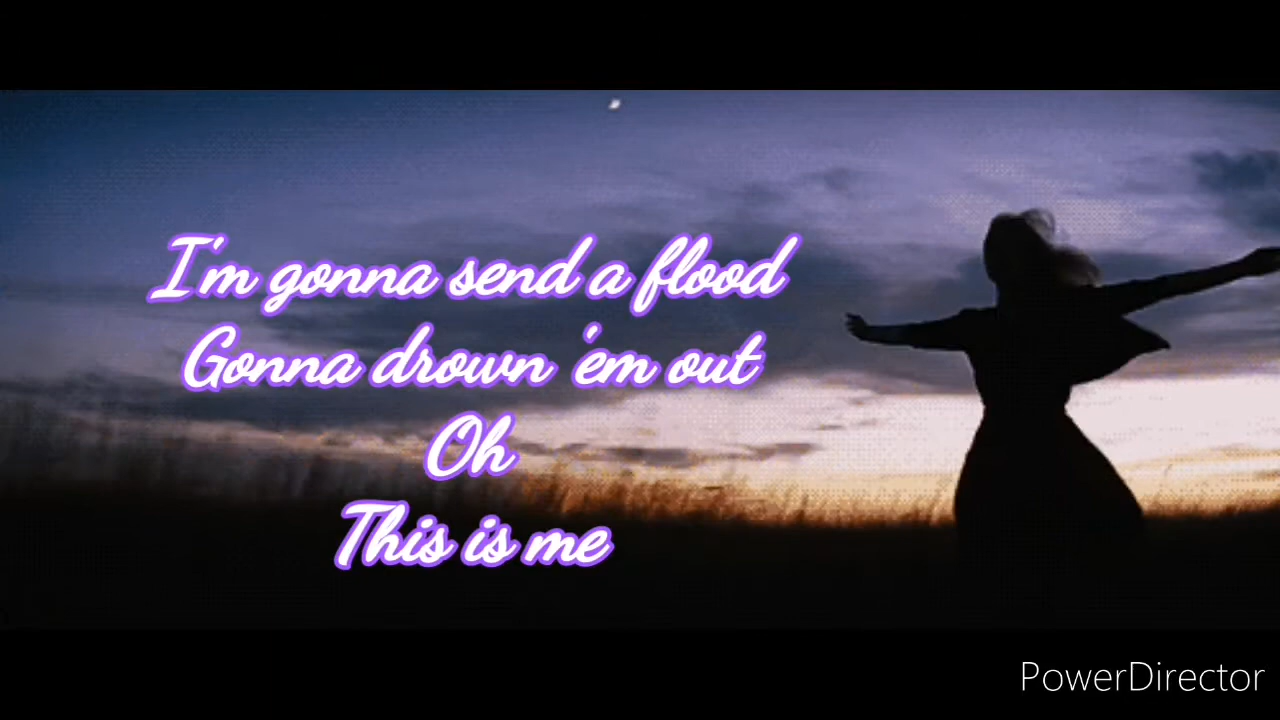 I'm gonna send a flood
Gonna drown 'em out
Oh
This is me
PowerDirector